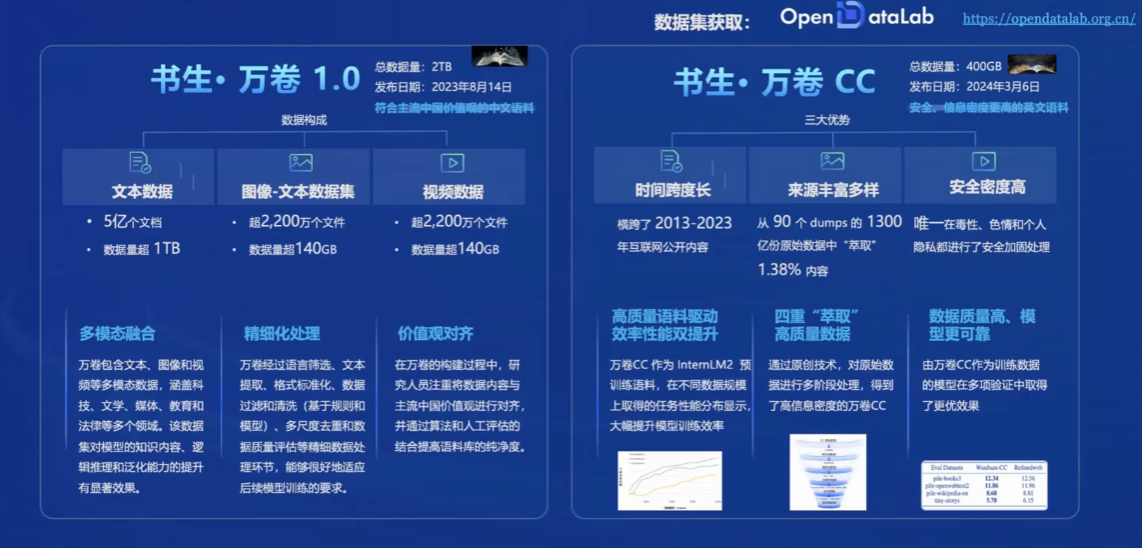 数据集获取：
OpenDataLab
https://opendatalab.org.cn/
书生·万卷 1.0
总数据量：2TB
发布日期：2023年8月14日
符合主流中国价值观的中文语料
数据构成
文本数据
图像-文本数据集
视频数据
• 5亿个文档
• 数据量超 1TB
• 超2,200万个文件
• 数据量超140GB
• 超2,200万个文件
• 数据量超140GB
多模态融合
万卷包含文本、图像和视
频等多模态数据，涵盖科
技、文学、媒体、教育和
法律等多个领域。该数据
集对模型的知识内容、逻
辑推理和泛化能力的提升
有显著效果。
精细化处理
万卷经过语言筛选、文本
提取、格式标准化、数据
过滤和清洗（基于规则和
模型）、多尺度去重和数
据质量评估等精细数据处
理环节，能够很好地适应
后续模型训练的要求。
价值观对齐
在万卷的构建过程中，研
究人员注重将数据内容与
主流中国价值观进行对齐，
并通过算法和人工评估的
结合提高语料库的纯净度。
书生·万卷 CC
总数据量：400GB
发布日期：2024年3月6日
安全、信息密度更高的英文语料
三大优势
时间跨度长
来源丰富多样
安全密度高
横跨了 2013-2023
年互联网公开内容
从 90 个 dumps 的 1300
亿份原始数据中“萃取”
1.38% 内容
唯一在毒性、色情和个人
隐私都进行了安全加固处理
高质量语料驱动
效率性能双提升
万卷CC 作为 InternLM2 预
训练语料，在不同数据规模
上取得的任务性能分布显示，
大幅提升模型训练效率
四重“萃取”
高质量数据
通过原创技术，对原始数
据进行多阶段处理，得到
了高信息密度的万卷CC
数据质量高、模
型更可靠
由万卷CC作为训练数据
的模型在多项验证中取得
了更优效果
Eval Datasets Wanjuan-CC Refinedweb
pile-books3 12.34 12.56
pile-openwebtext2 11.86 11.96
pile-wikipedia-en 8.68 8.81
tiny-storys 5.78 6.15